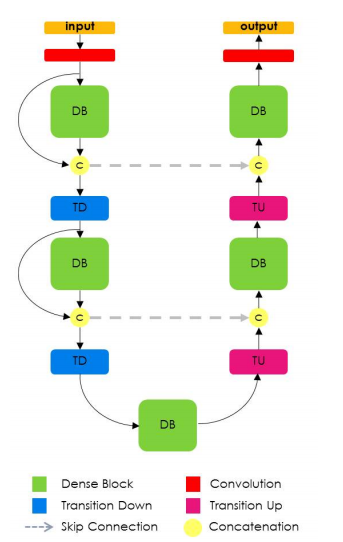 input
output
DB
DB
C
C
TD
TU
DB
DB
C
C
TD
TU
DB
Dense Block
Convolution
Transition Down
Transition Up
Skip Connection
Concatenation